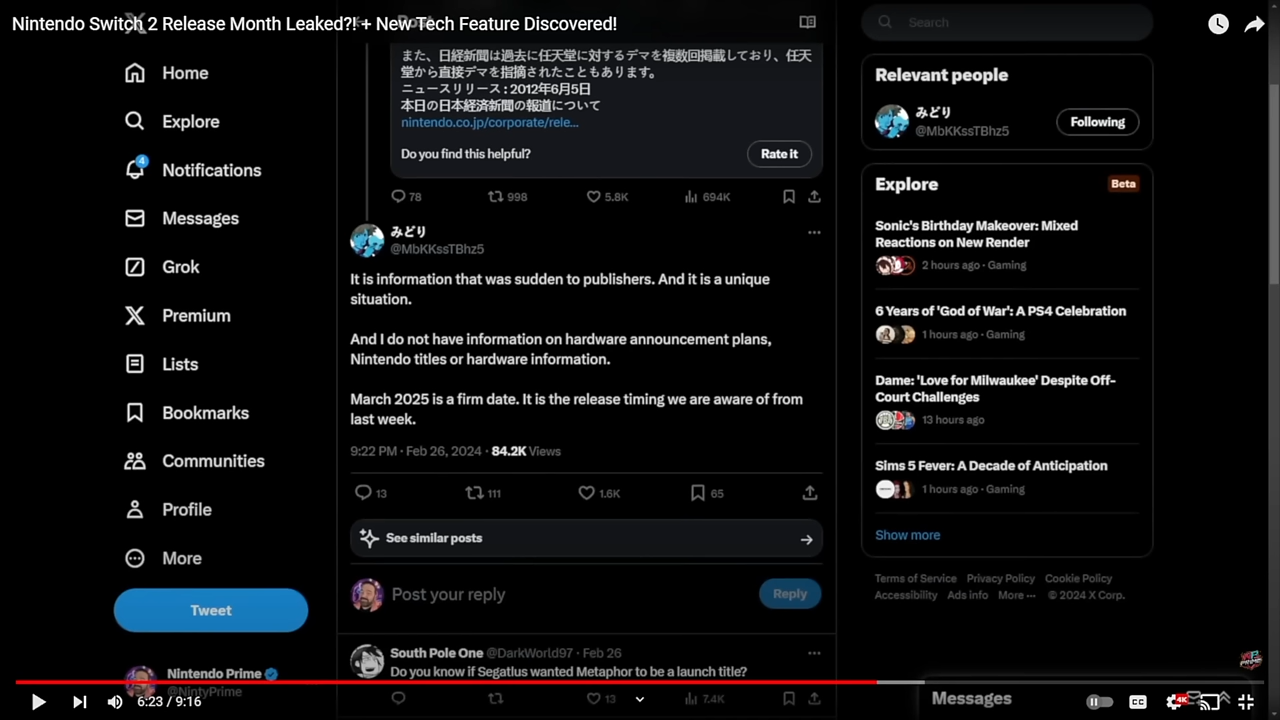 Nintendo Switch 2 Release Month Leaked?! + New Tech Feature Discovered!
Post
Search
Home
Explore
4
Notifications
Messages
Grok
Premium
Lists
Bookmarks
Communities
Profile
More
Tweet
Nintendo Prime
@NintyPrime
また、日経新聞は過去に任天堂に対するデマを複数回掲載しており、任天
堂から直接デマを指摘されたこともあります。
ニュースリリース : 2012年6月5日
本日の日本経済新聞の報道について
nintendo.co.jp/corporate/rele...
Do you find this helpful?
Rate it
78 998 5.8K 694K
みどり
@MbKKssTBhz5
It is information that was sudden to publishers. And it is a unique
situation.
And I do not have information on hardware announcement plans,
Nintendo titles or hardware information.
March 2025 is a firm date. It is the release timing we are aware of from
last week.
9:22 PM · Feb 26, 2024 · 84.2K Views
13 111 1.6K 65
See similar posts
Post your reply
Reply
South Pole One @DarkWorld97 · Feb 26
Do you know if Segatlus wanted Metaphor to be a launch title?
13 7.4K
Relevant people
みどり
@MbKKssTBhz5
Following
Explore
Beta
Sonic's Birthday Makeover: Mixed
Reactions on New Render
2 hours ago · Gaming
6 Years of 'God of War': A PS4 Celebration
1 hours ago · Gaming
Dame: 'Love for Milwaukee' Despite Off-
Court Challenges
13 hours ago
Sims 5 Fever: A Decade of Anticipation
1 hours ago · Gaming
Show more
Terms of Service Privacy Policy Cookie Policy
Accessibility Ads info More ··· © 2024 X Corp.
Messages
PRIME
6:23 / 9:16
CC
4K